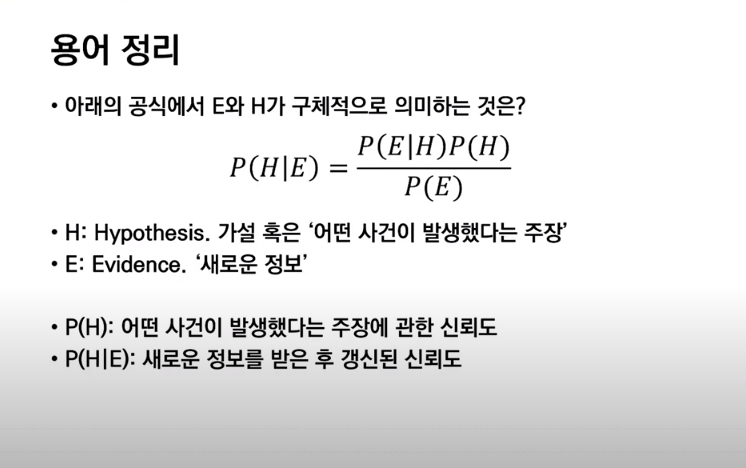 용어 정리
• 아래의 공식에서 E와 H가 구체적으로 의미하는 것은?
P(H|E) = P(E|H)P(H) / P(E)
• H: Hypothesis. 가설 혹은 ‘어떤 사건이 발생했다는 주장’
• E: Evidence. ‘새로운 정보’
• P(H): 어떤 사건이 발생했다는 주장에 관한 신뢰도
• P(H|E): 새로운 정보를 받은 후 갱신된 신뢰도